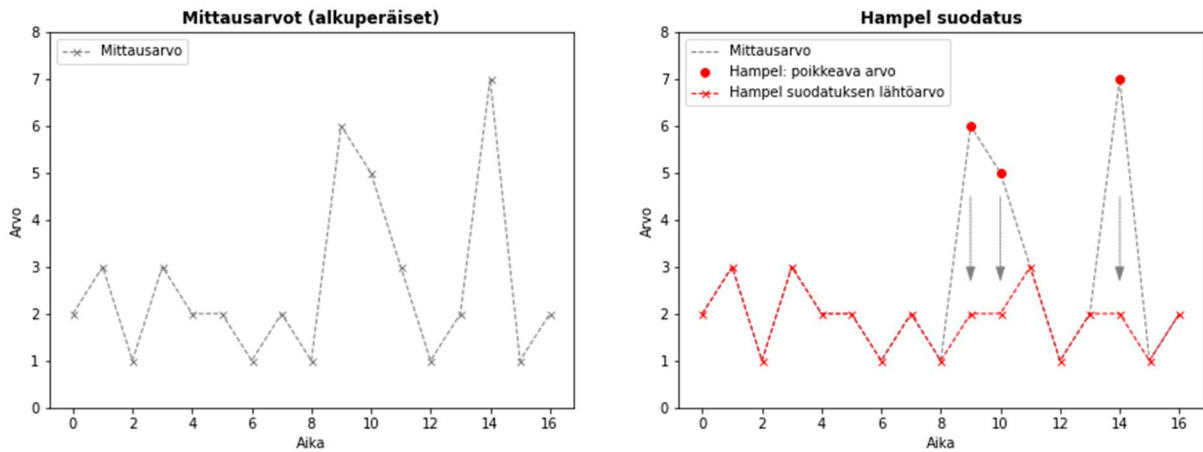 Mittausarvot (alkuperäiset)
8
7
6
5
4
3
2
1
0
Arvo
Mittausarvo
0 2 4 6 8 10 12 14 16
Aika
Hampel suodatus
8
7
6
5
4
3
2
1
0
Arvo
Mittausarvo
Hampel: poikkeava arvo
Hampel suodatuksen lähtöarvo
0 2 4 6 8 10 12 14 16
Aika